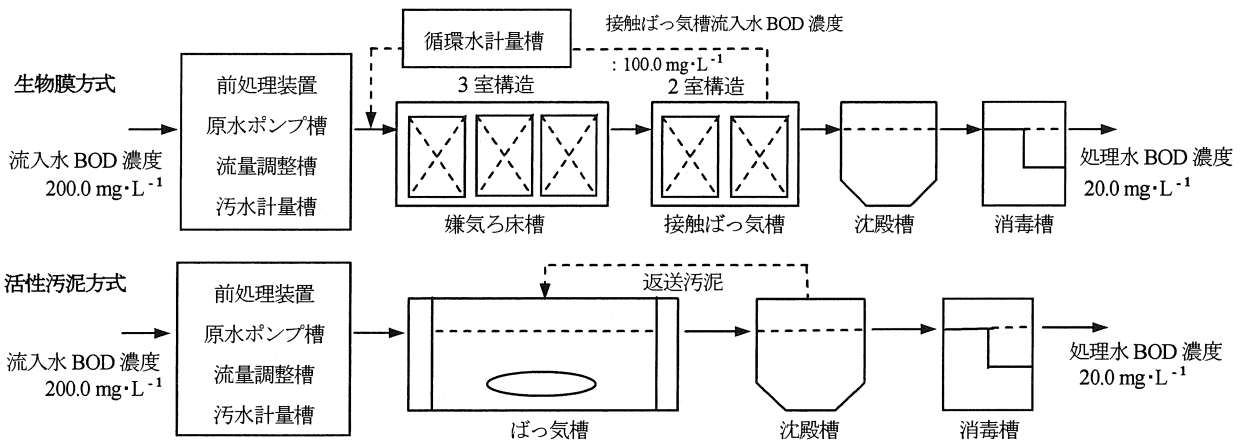 循環水計量槽
接触ばっ気槽流入水 BOD 濃度
: 100.0 mg・L⁻¹
生物膜方式
前処理装置
原水ポンプ槽
流量調整槽
汚水計量槽
3 室構造
2 室構造
流入水 BOD 濃度
200.0 mg・L⁻¹
処理水 BOD 濃度
20.0 mg・L⁻¹
嫌気ろ床槽
接触ばっ気槽
沈殿槽
消毒槽
活性汚泥方式
前処理装置
原水ポンプ槽
流量調整槽
汚水計量槽
返送汚泥
流入水 BOD 濃度
200.0 mg・L⁻¹
処理水 BOD 濃度
20.0 mg・L⁻¹
ばっ気槽
沈殿槽
消毒槽